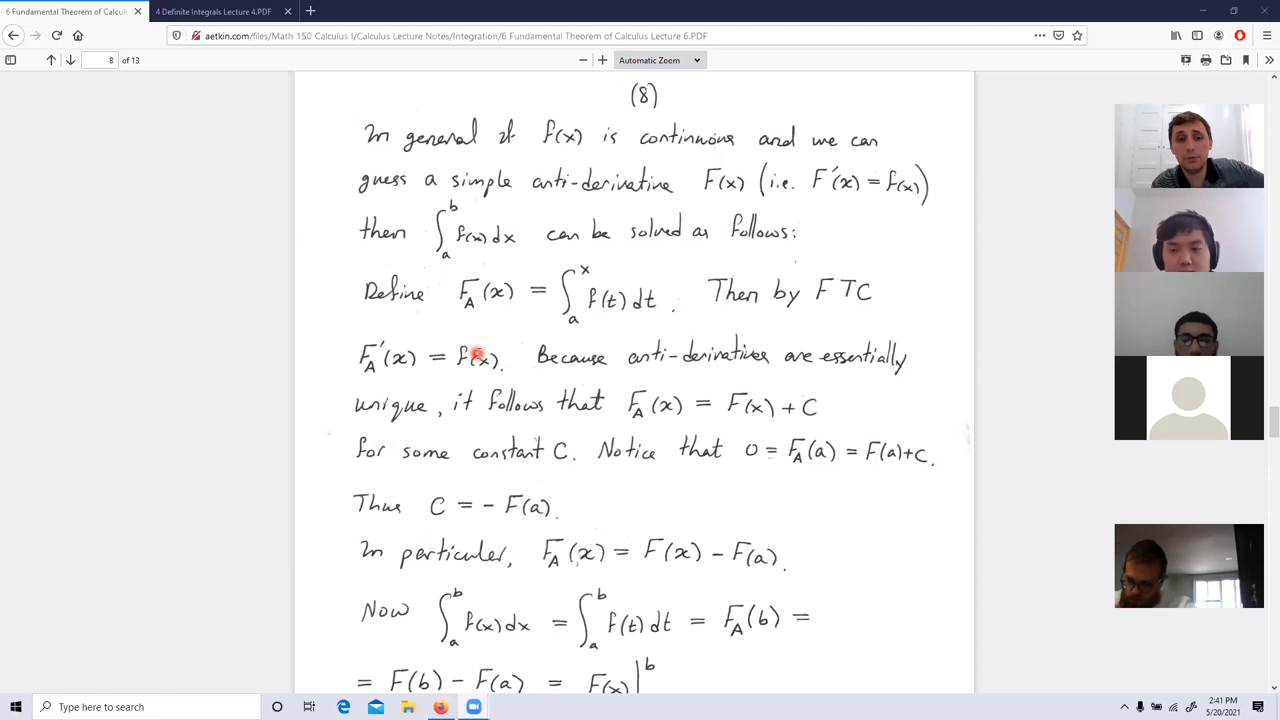 6 Fundamental Theorem of Calcul
4 Definite Integrals Lecture 4.PDF
aetkin.com/files/Math 150 Calculus I/Calculus Lecture Notes/Integration/6 Fundamental Theorem of Calculus Lecture 6.PDF
8 of 13
Automatic Zoom
(8)
In general if f(x) is continuous and we can
guess a simple anti-derivative F(x) (i.e. F′(x) = f(x))
then ∫_a^b f(x)dx can be solved as follows:
Define F_A(x) = ∫_a^x f(t)dt. Then by FTC
F_A′(x) = f(x). Because anti-derivatives are essentially
unique, it follows that F_A(x) = F(x) + C
for some constant C. Notice that 0 = F_A(a) = F(a)+C.
Thus C = - F(a).
In particuler, F_A(x) = F(x) - F(a).
Now ∫_a^b f(x)dx = ∫_a^b f(t)dt = F_A(b) =
= F(b) - F(a) = F(x)|^b
Type here to search
2:41 PM
5/20/2021